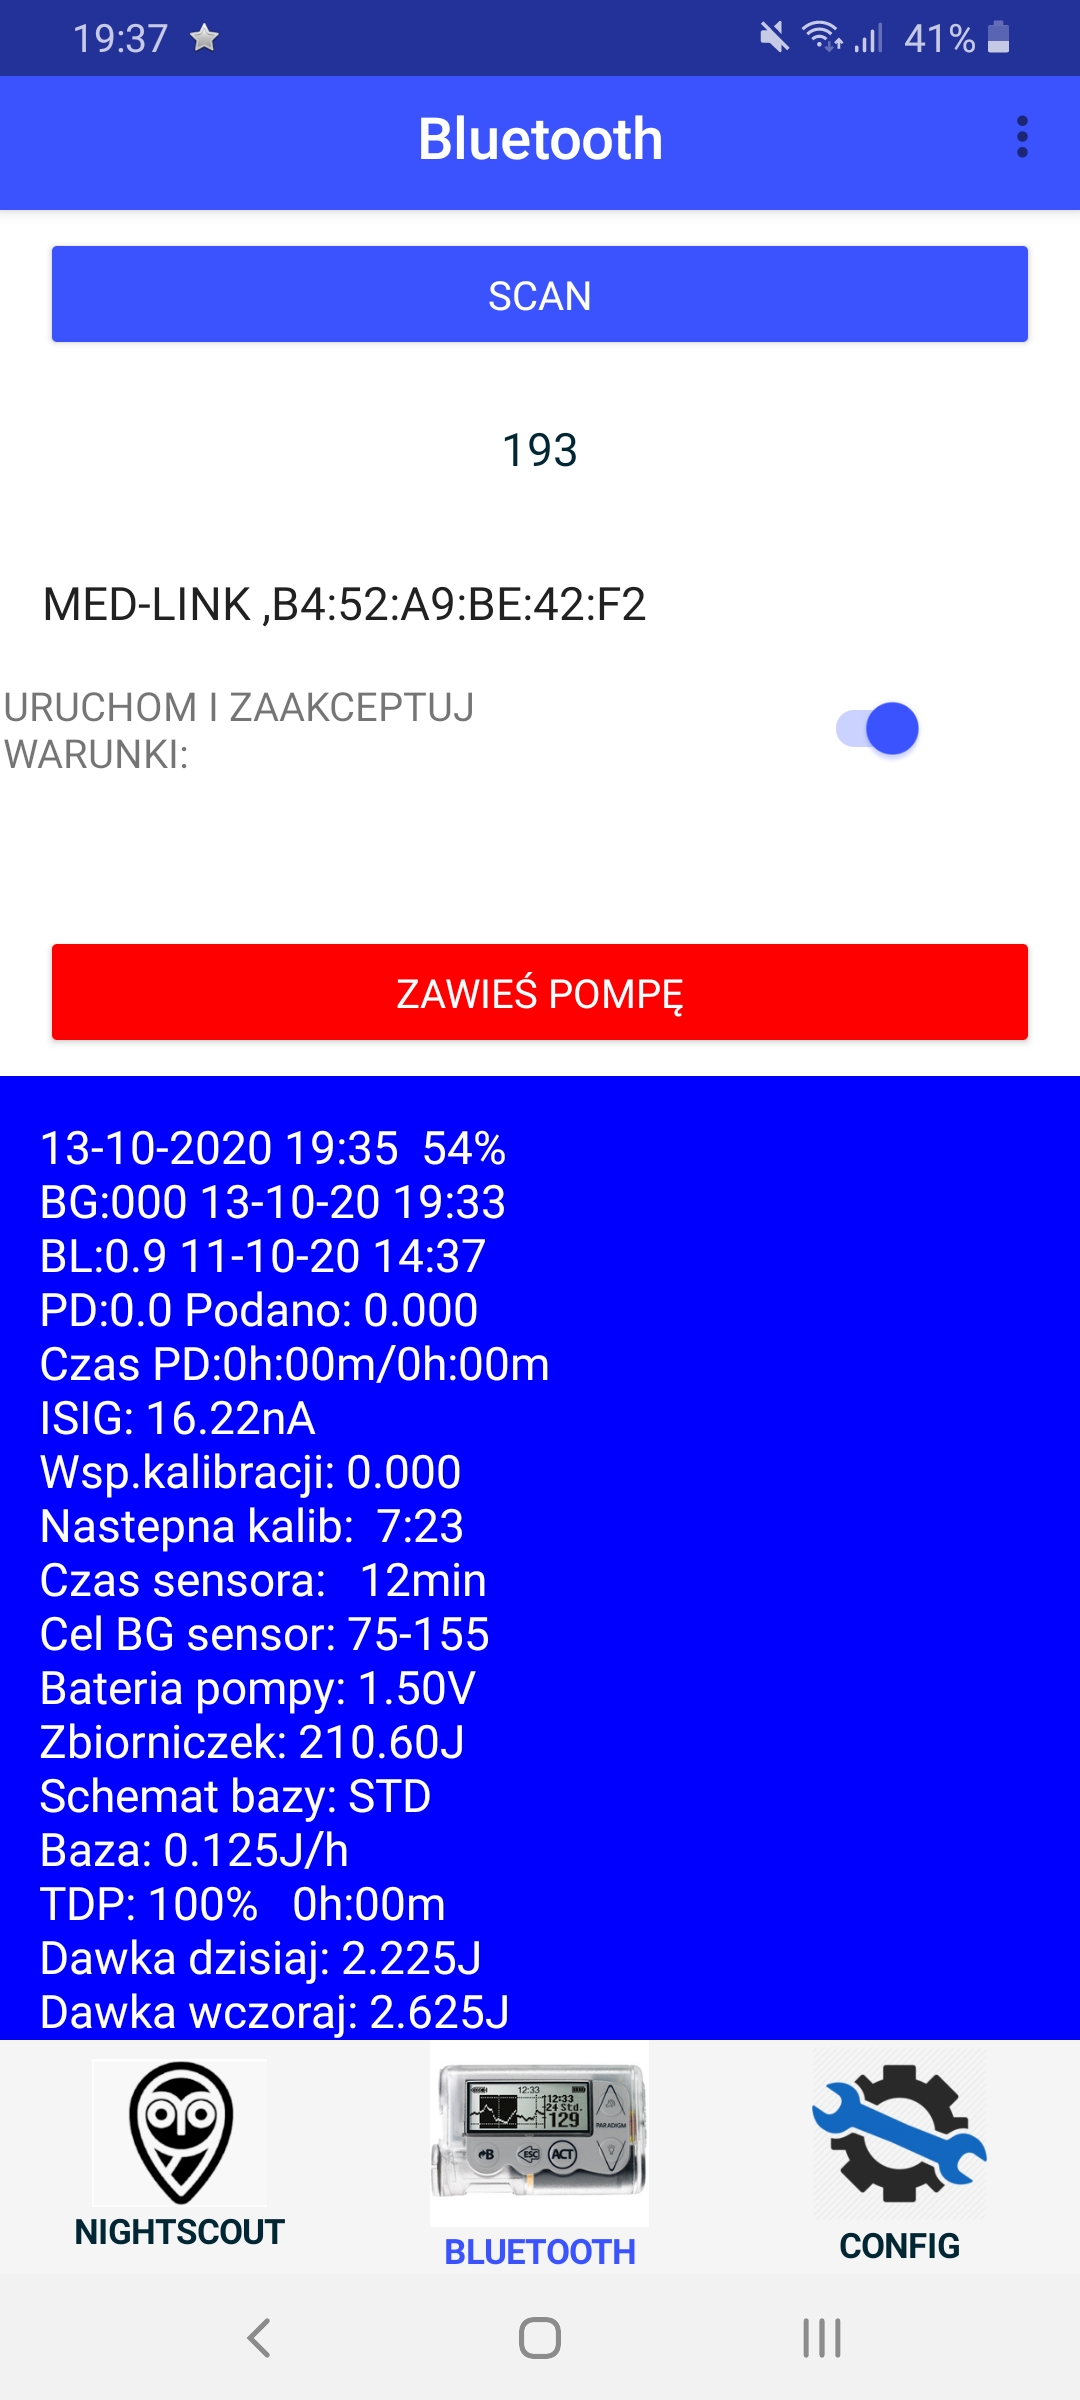 19:37 41%
Bluetooth
SCAN
193
MED-LINK ,B4:52:A9:BE:42:F2
URUCHOM I ZAAKCEPTUJ
WARUNKI:
ZAWIEŚ POMPĘ
13-10-2020 19:35  54%
BG:000 13-10-20 19:33
BL:0.9 11-10-20 14:37
PD:0.0 Podano: 0.000
Czas PD:0h:00m/0h:00m
ISIG: 16.22nA
Wsp.kalibracji: 0.000
Nastepna kalib:  7:23
Czas sensora:   12min
Cel BG sensor: 75-155
Bateria pompy: 1.50V
Zbiorniczek: 210.60J
Schemat bazy: STD
Baza: 0.125J/h
TDP: 100%   0h:00m
Dawka dzisiaj: 2.225J
Dawka wczoraj: 2.625J
12:33
12:33
24 Std.
129
PARADIGM
B
ESC
ACT
NIGHTSCOUT
BLUETOOTH
CONFIG